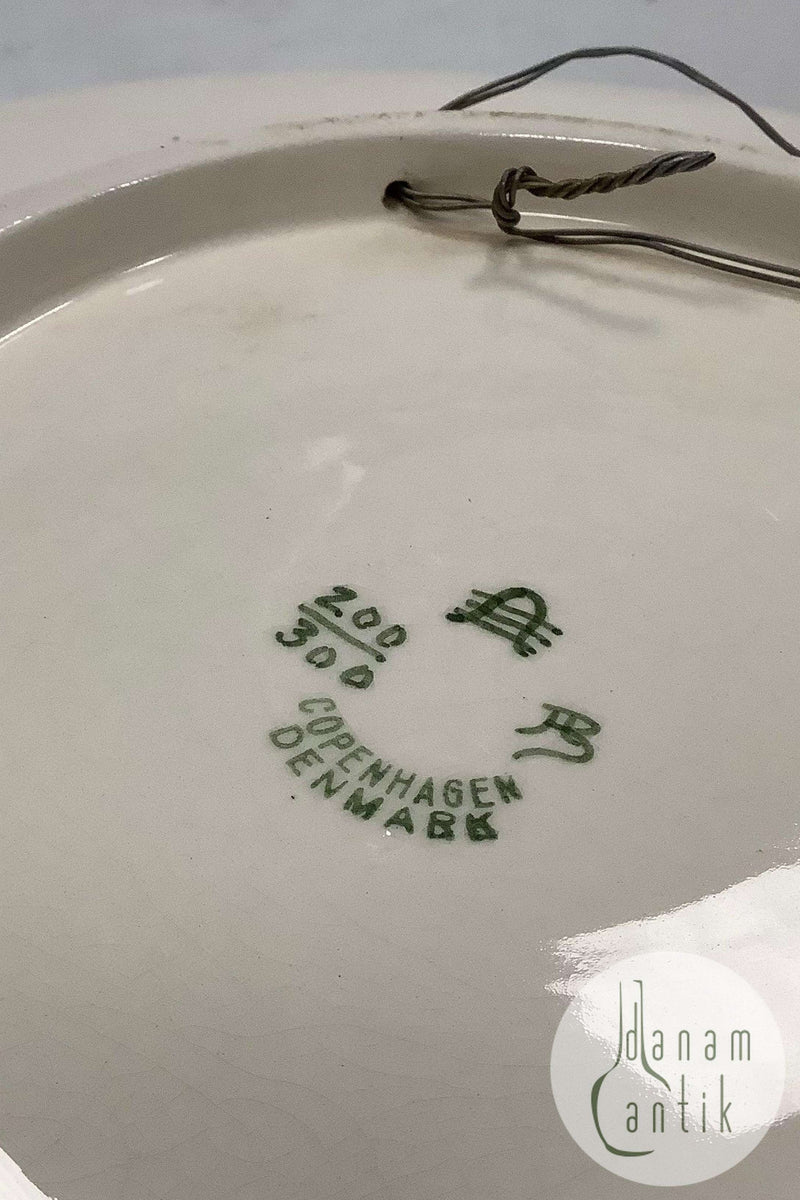 200
300
COPENHAGEN
DENMARK
danam
antik